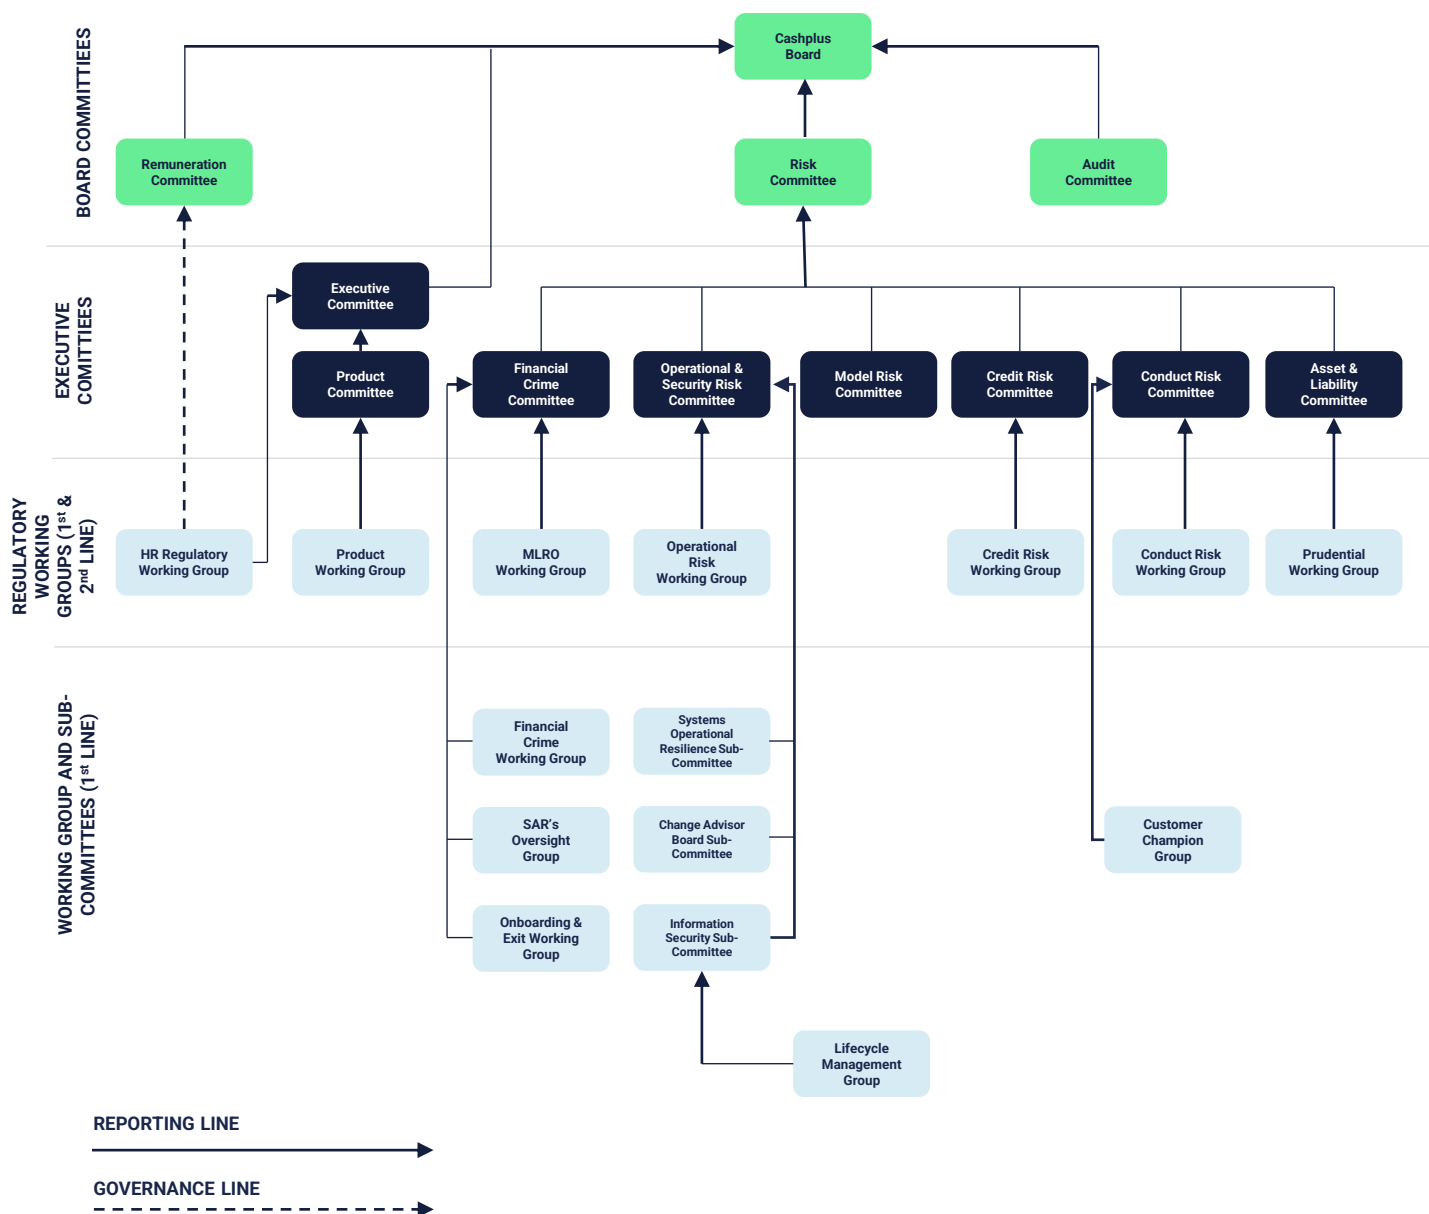 BOARD COMMITTIEES
Cashplus
Board
Remuneration
Committee
Risk
Committee
Audit
Committee
EXECUTIVE
COMITTIEES
Executive
Committee
Product
Committee
Financial
Crime
Committee
Operational &
Security Risk
Committee
Model Risk
Committee
Credit Risk
Committee
Conduct Risk
Committee
Asset &
Liability
Committee
REGULATORY
WORKING
GROUPS (1st &
2nd LINE)
HR Regulatory
Working Group
Product
Working Group
MLRO
Working Group
Operational
Risk
Working Group
Credit Risk
Working Group
Conduct Risk
Working Group
Prudential
Working Group
WORKING GROUP AND SUB-
COMMITTEES (1st LINE)
Financial
Crime
Working Group
Systems
Operational
Resilience Sub-
Committee
SAR's
Oversight
Group
Change Advisor
Board Sub-
Committee
Customer
Champion
Group
Onboarding &
Exit Working
Group
Information
Security Sub-
Committee
Lifecycle
Management
Group
REPORTING LINE
GOVERNANCE LINE